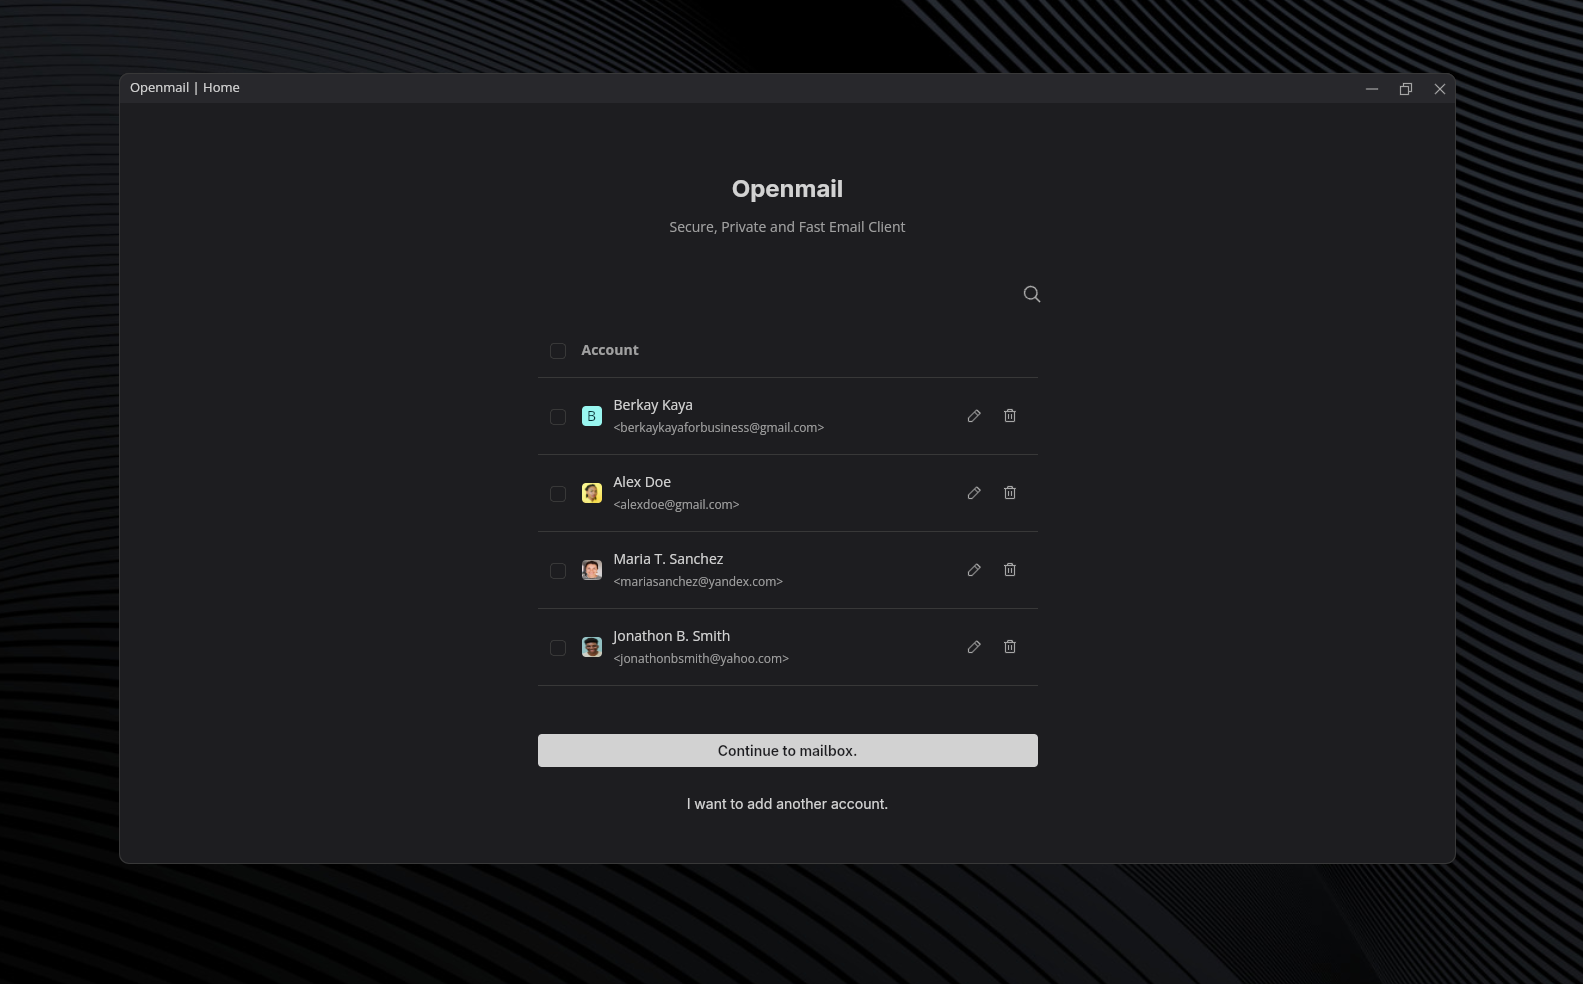 Openmail | Home
Openmail
Secure, Private and Fast Email Client
Account
B
Berkay Kaya
<berkaykayaforbusiness@gmail.com>
Alex Doe
<alexdoe@gmail.com>
Maria T. Sanchez
<mariasanchez@yandex.com>
Jonathon B. Smith
<jonathonbsmith@yahoo.com>
Continue to mailbox.
I want to add another account.